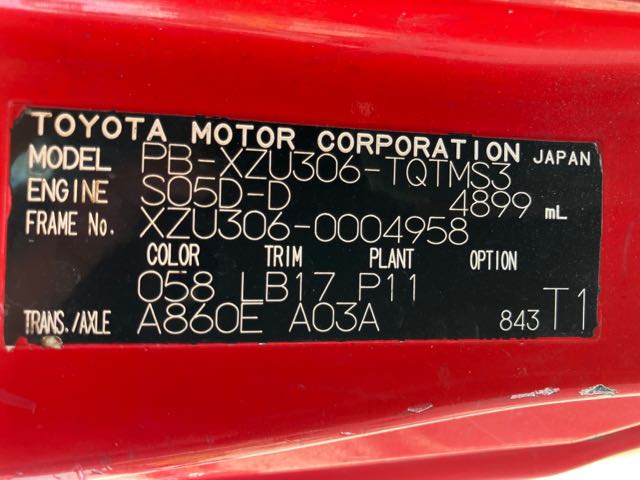 TOYOTA MOTOR CORPORATION JAPAN
MODEL PB-XZU306-TQTMS3
ENGINE S05D-D 4899 mL
FRAME No. XZU306-0004958
COLOR TRIM PLANT OPTION
058 LB17 P11
TRANS./AXLE A860E A03A 843 T1